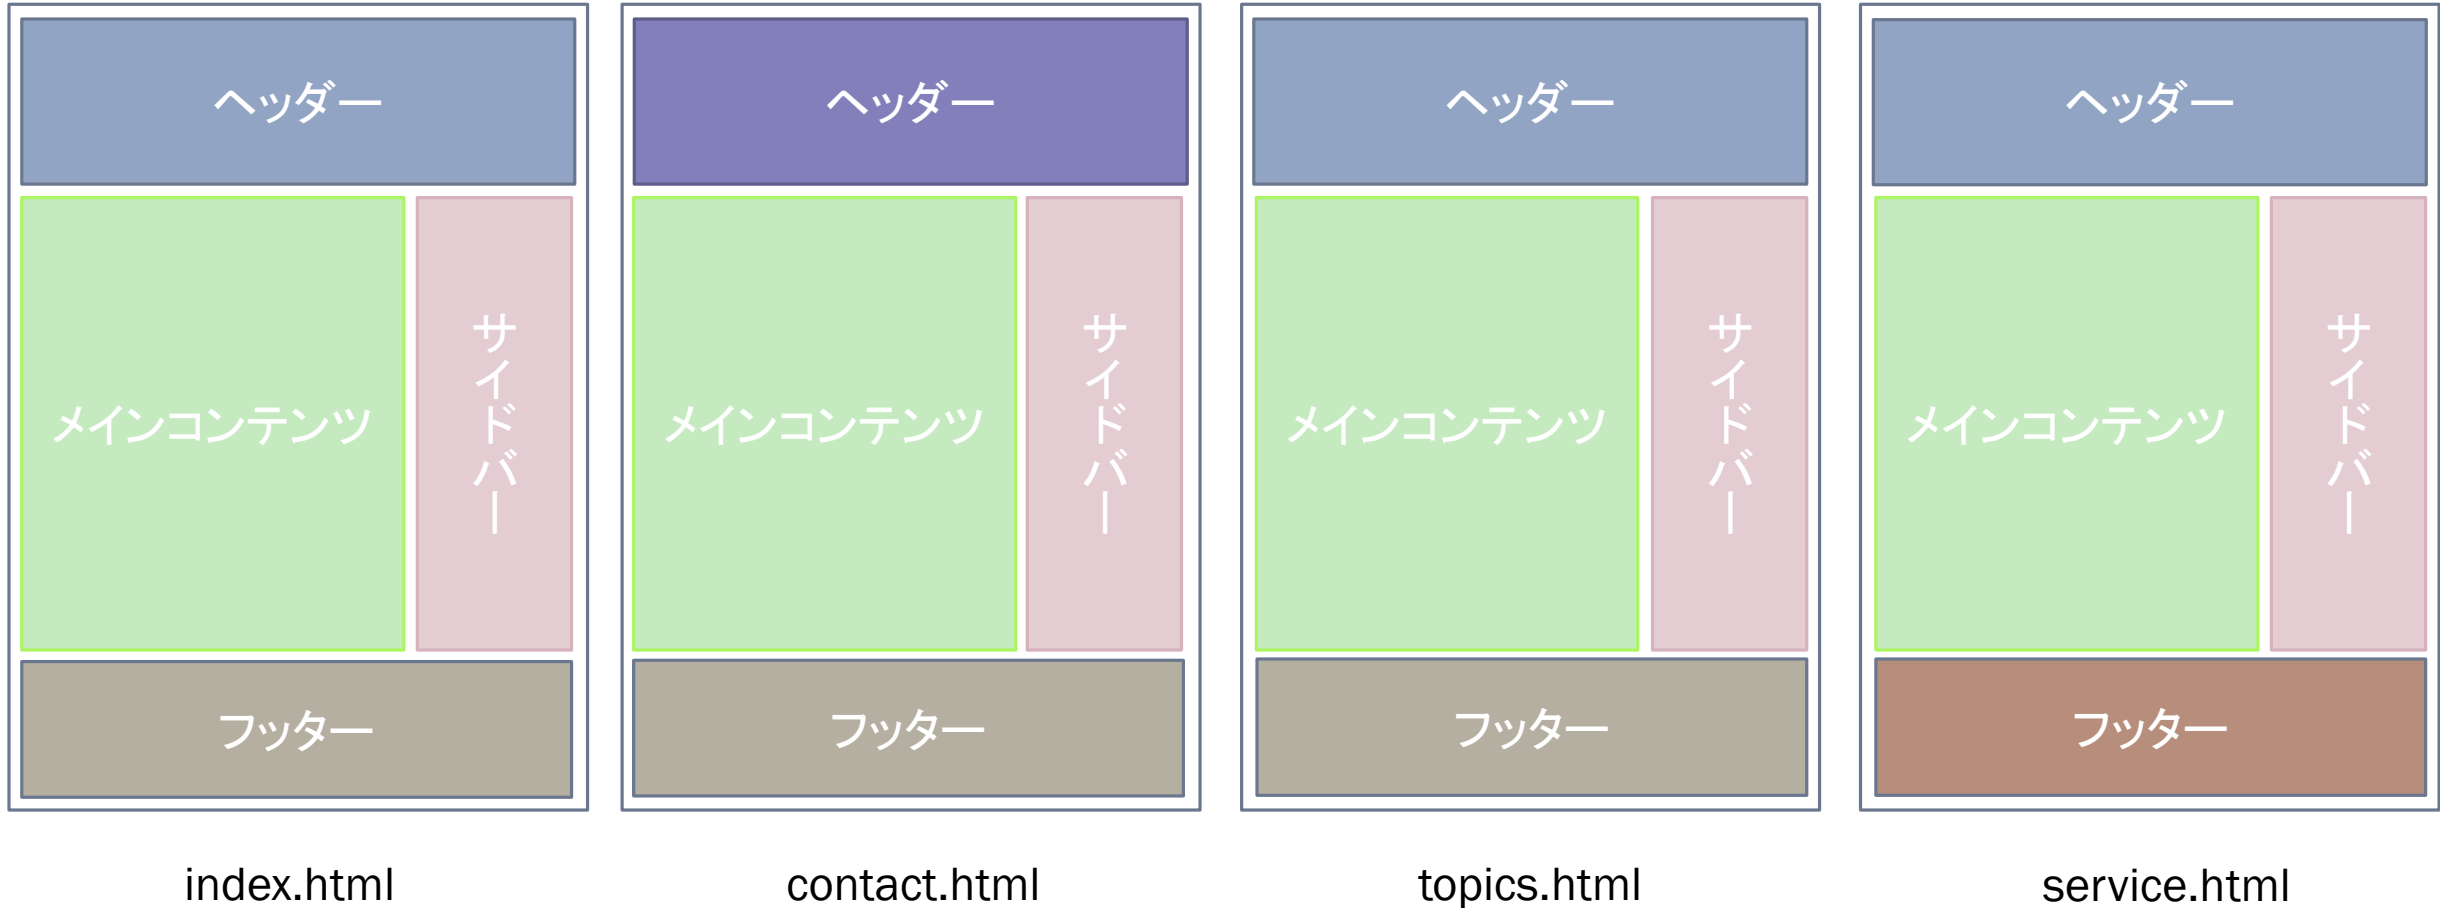 ヘッダー
メインコンテンツ
サイドバー
フッター
index.html
ヘッダー
メインコンテンツ
サイドバー
フッター
contact.html
ヘッダー
メインコンテンツ
サイドバー
フッター
topics.html
ヘッダー
メインコンテンツ
サイドバー
フッター
service.html